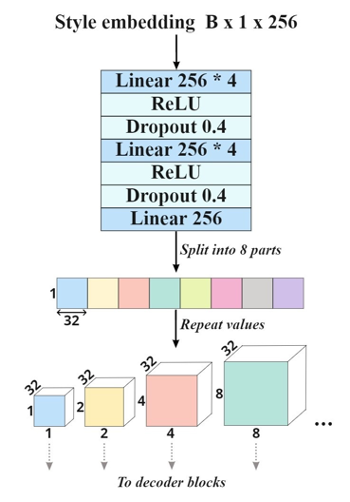 Style embedding B x 1 x 256
Linear 256 * 4
ReLU
Dropout 0.4
Linear 256 * 4
ReLU
Dropout 0.4
Linear 256
Split into 8 parts
1
32
Repeat values
32
32
32
32
1
2
4
8
1
2
4
8
...
To decoder blocks